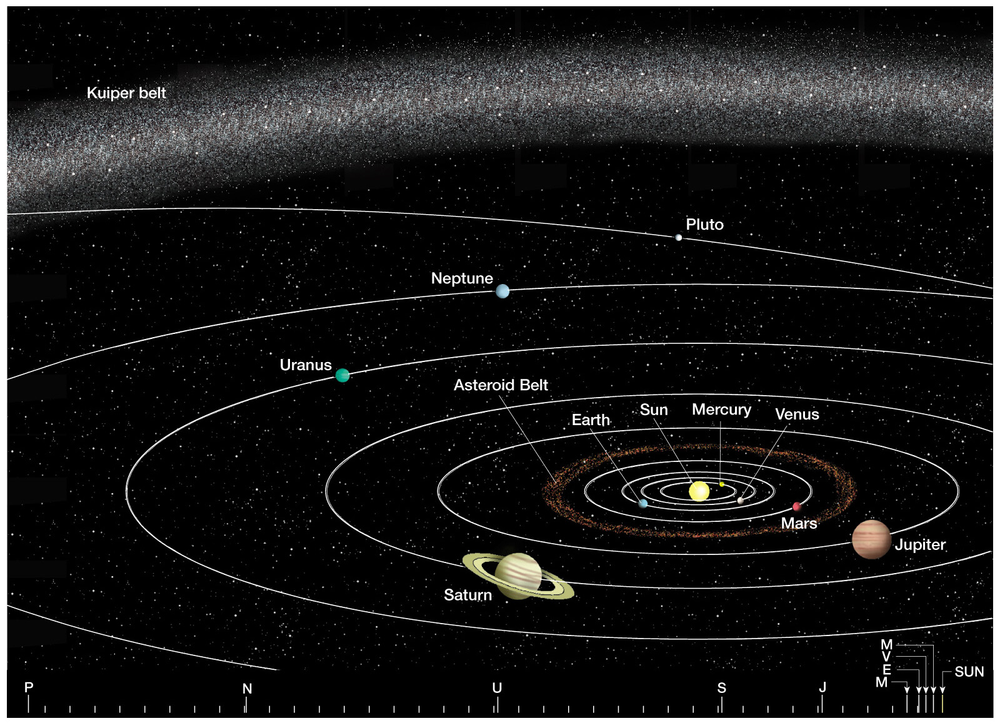 Kuiper belt
Pluto
Neptune
Uranus
Asteroid Belt
Earth
Sun
Mercury
Venus
Mars
Jupiter
Saturn
M
V
E
M
SUN
P
N
U
S
J